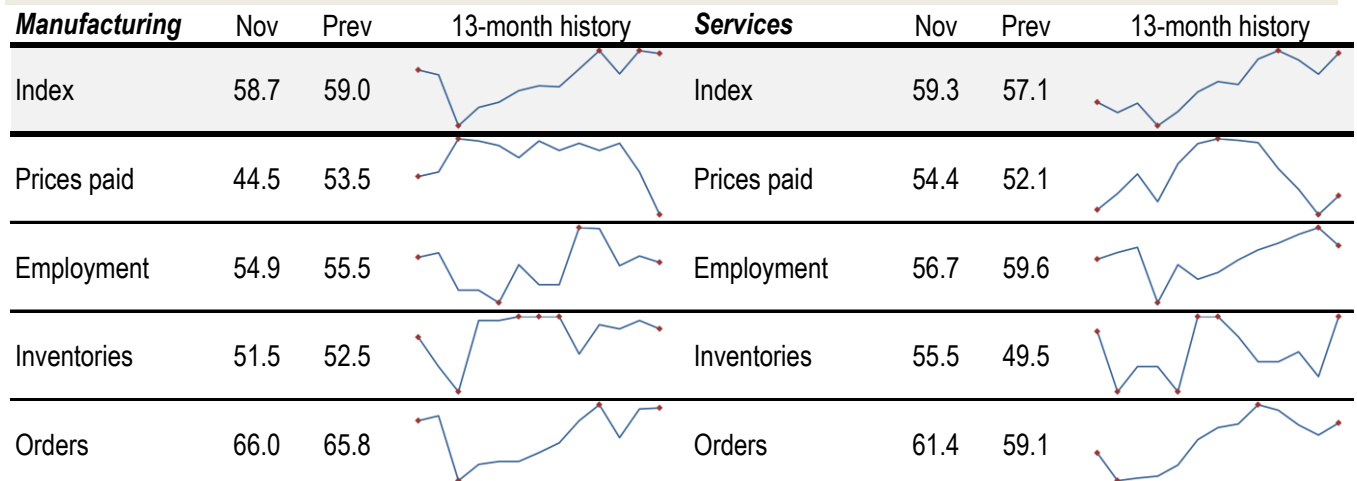 Manufacturing Nov Prev 13-month history Services Nov Prev 13-month history
Index 58.7 59.0 Index 59.3 57.1
Prices paid 44.5 53.5 Prices paid 54.4 52.1
Employment 54.9 55.5 Employment 56.7 59.6
Inventories 51.5 52.5 Inventories 55.5 49.5
Orders 66.0 65.8 Orders 61.4 59.1